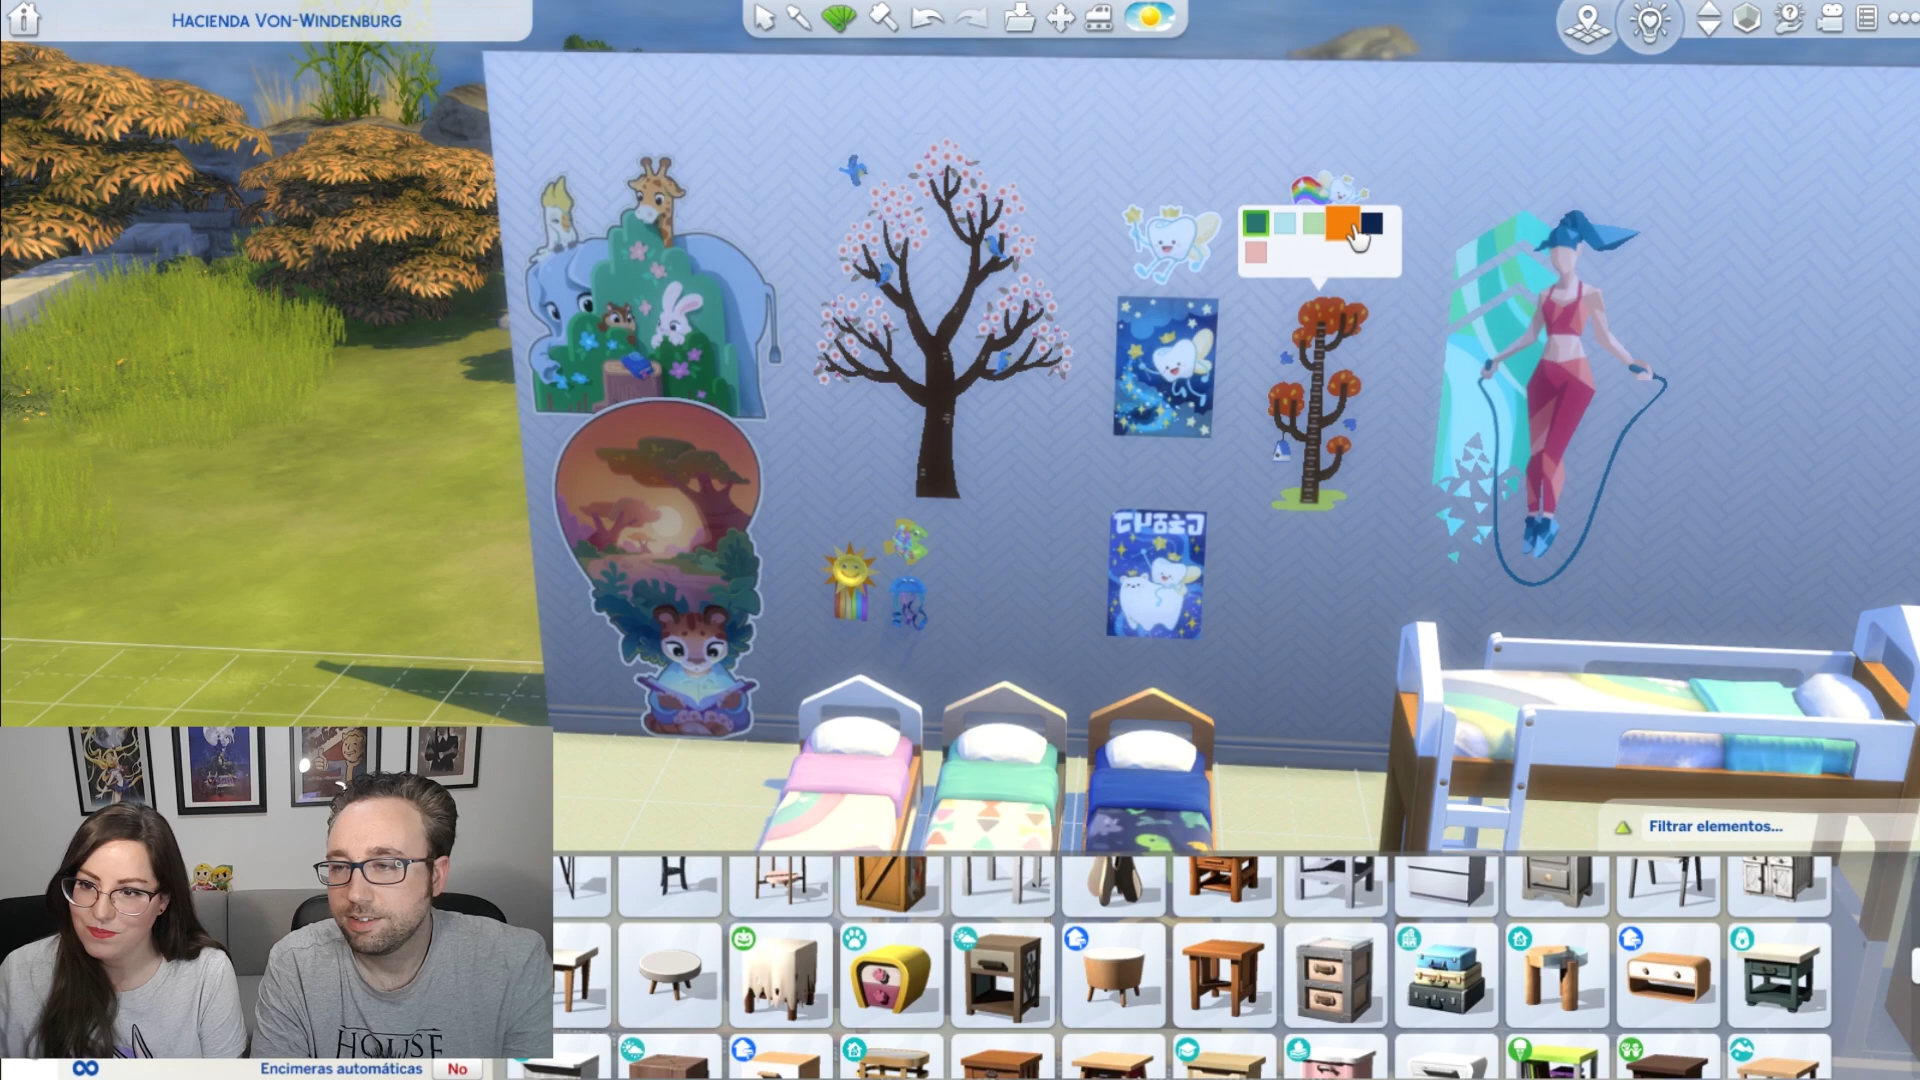 Hacienda Von-Windenburg
Filtrar elementos...
HOUSE
Encimeras automáticas No